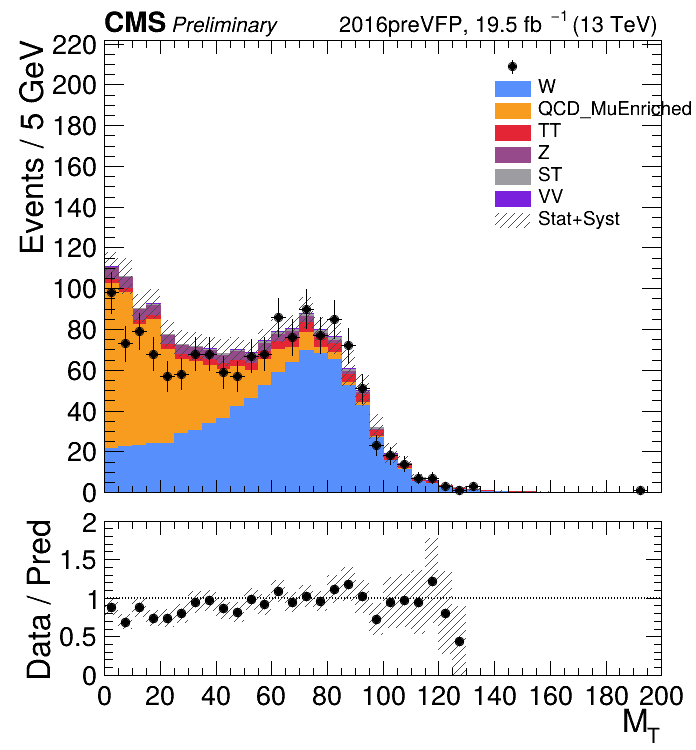 CMS Preliminary 2016preVFP, 19.5 fb⁻¹ (13 TeV)
Events / 5 GeV
220
200
180
160
140
120
100
80
60
40
20
0
W
QCD_MuEnriched
TT
Z
ST
VV
Stat+Syst
Data / Pred
2
1.5
1
0.5
0
0 20 40 60 80 100 120 140 160 180 200
M_T